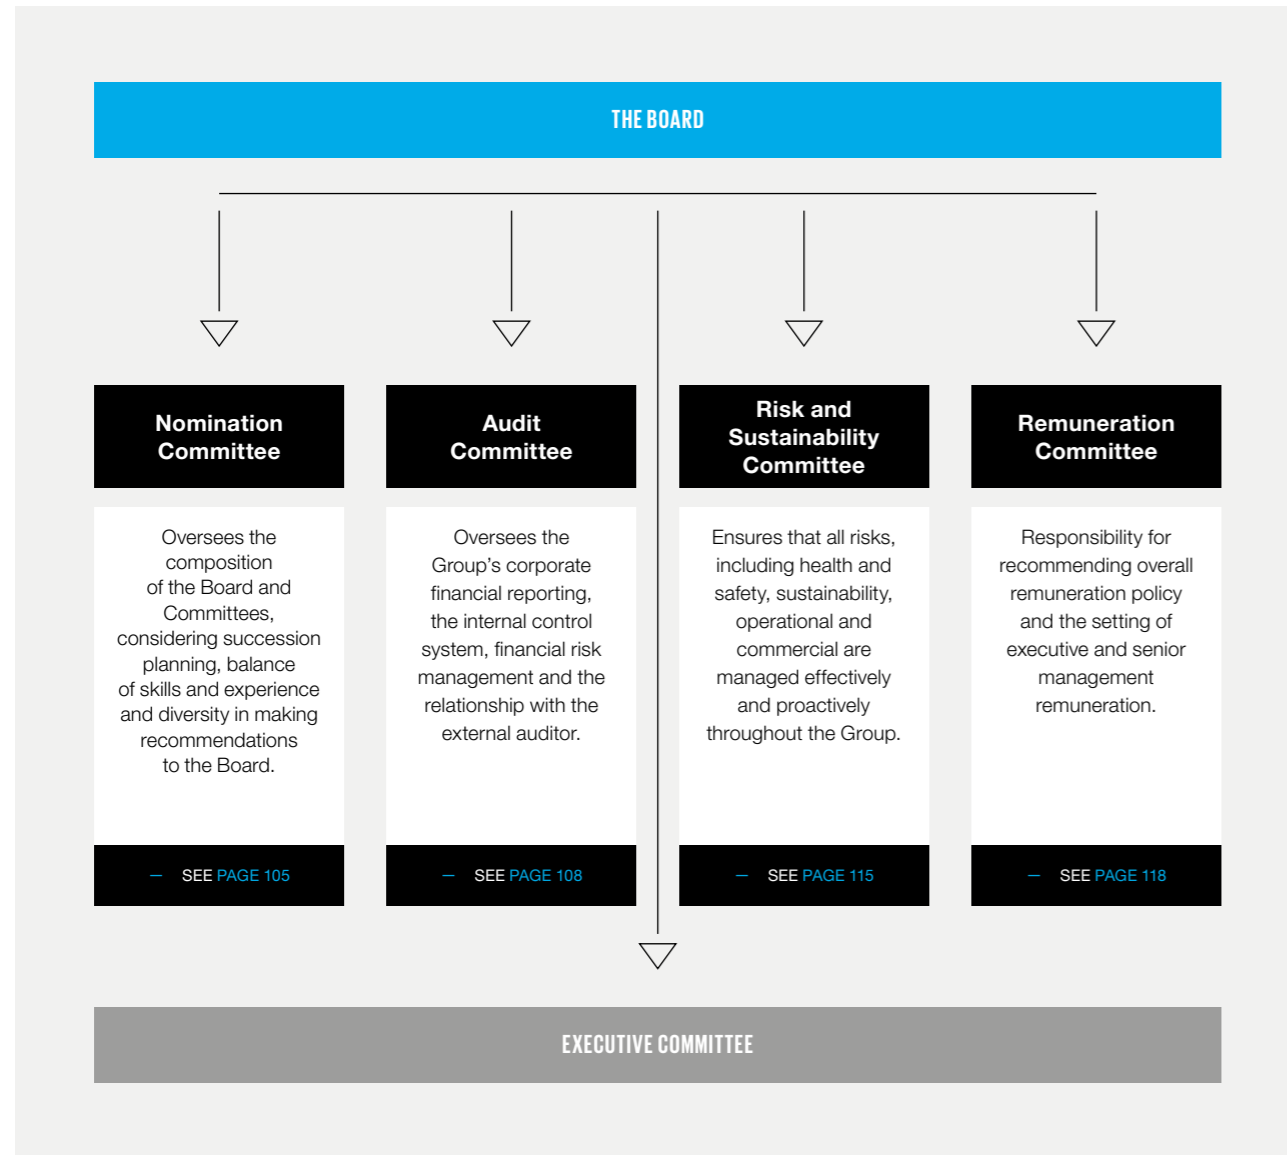 THE BOARD
Nomination
Committee
Oversees the
composition
of the Board and
Committees,
considering succession
planning, balance
of skills and experience
and diversity in making
recommendations
to the Board.
— SEE PAGE 105
Audit
Committee
Oversees the
Group’s corporate
financial reporting,
the internal control
system, financial risk
management and the
relationship with the
external auditor.
— SEE PAGE 108
Risk and
Sustainability
Committee
Ensures that all risks,
including health and
safety, sustainability,
operational and
commercial are
managed effectively
and proactively
throughout the Group.
— SEE PAGE 115
Remuneration
Committee
Responsibility for
recommending overall
remuneration policy
and the setting of
executive and senior
management
remuneration.
— SEE PAGE 118
EXECUTIVE COMMITTEE